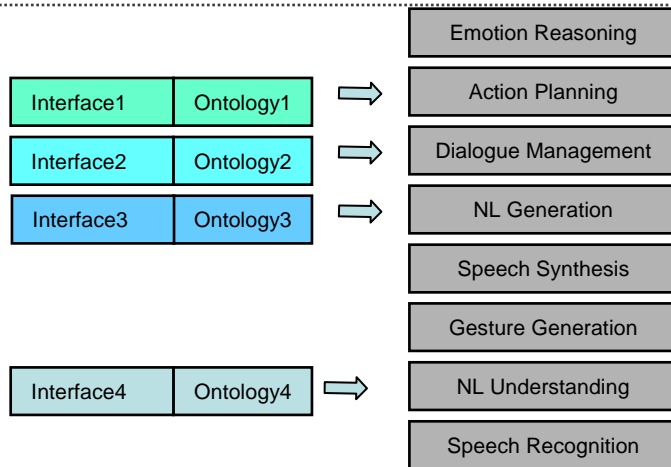 Emotion Reasoning
Interface1 Ontology1 Action Planning
Interface2 Ontology2 Dialogue Management
Interface3 Ontology3 NL Generation
Speech Synthesis
Gesture Generation
Interface4 Ontology4 NL Understanding
Speech Recognition